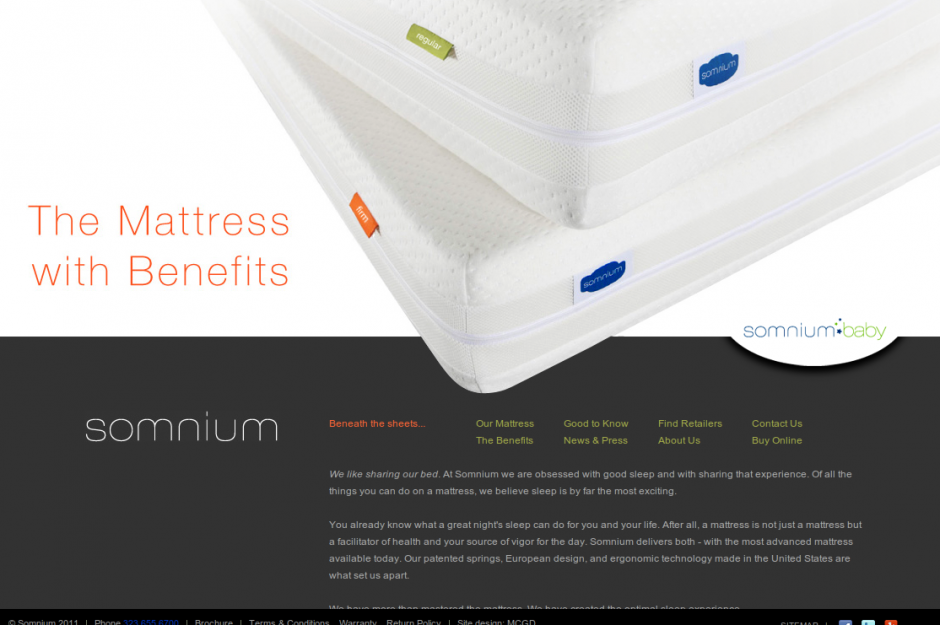 regular
somnium
firm
somnium
The Mattress
with Benefits
somnium baby
somnium
Beneath the sheets...
Our Mattress Good to Know Find Retailers Contact Us
The Benefits News & Press About Us Buy Online
We like sharing our bed. At Somnium we are obsessed with good sleep and with sharing that experience. Of all the
things you can do on a mattress, we believe sleep is by far the most exciting.
You already know what a great night's sleep can do for you and your life. After all, a mattress is not just a mattress but
a facilitator of health and your source of vigor for the day. Somnium delivers both - with the most advanced mattress
available today. Our patented springs, European design, and ergonomic technology made in the United States are
what set us apart.
We have more than mastered the mattress. We have created the optimal sleep experience.
© Somnium 2011 | Phone 323.655.6700 | Brochure | Terms & Conditions Warranty Return Policy | Site design: MCGD SITEMAP |